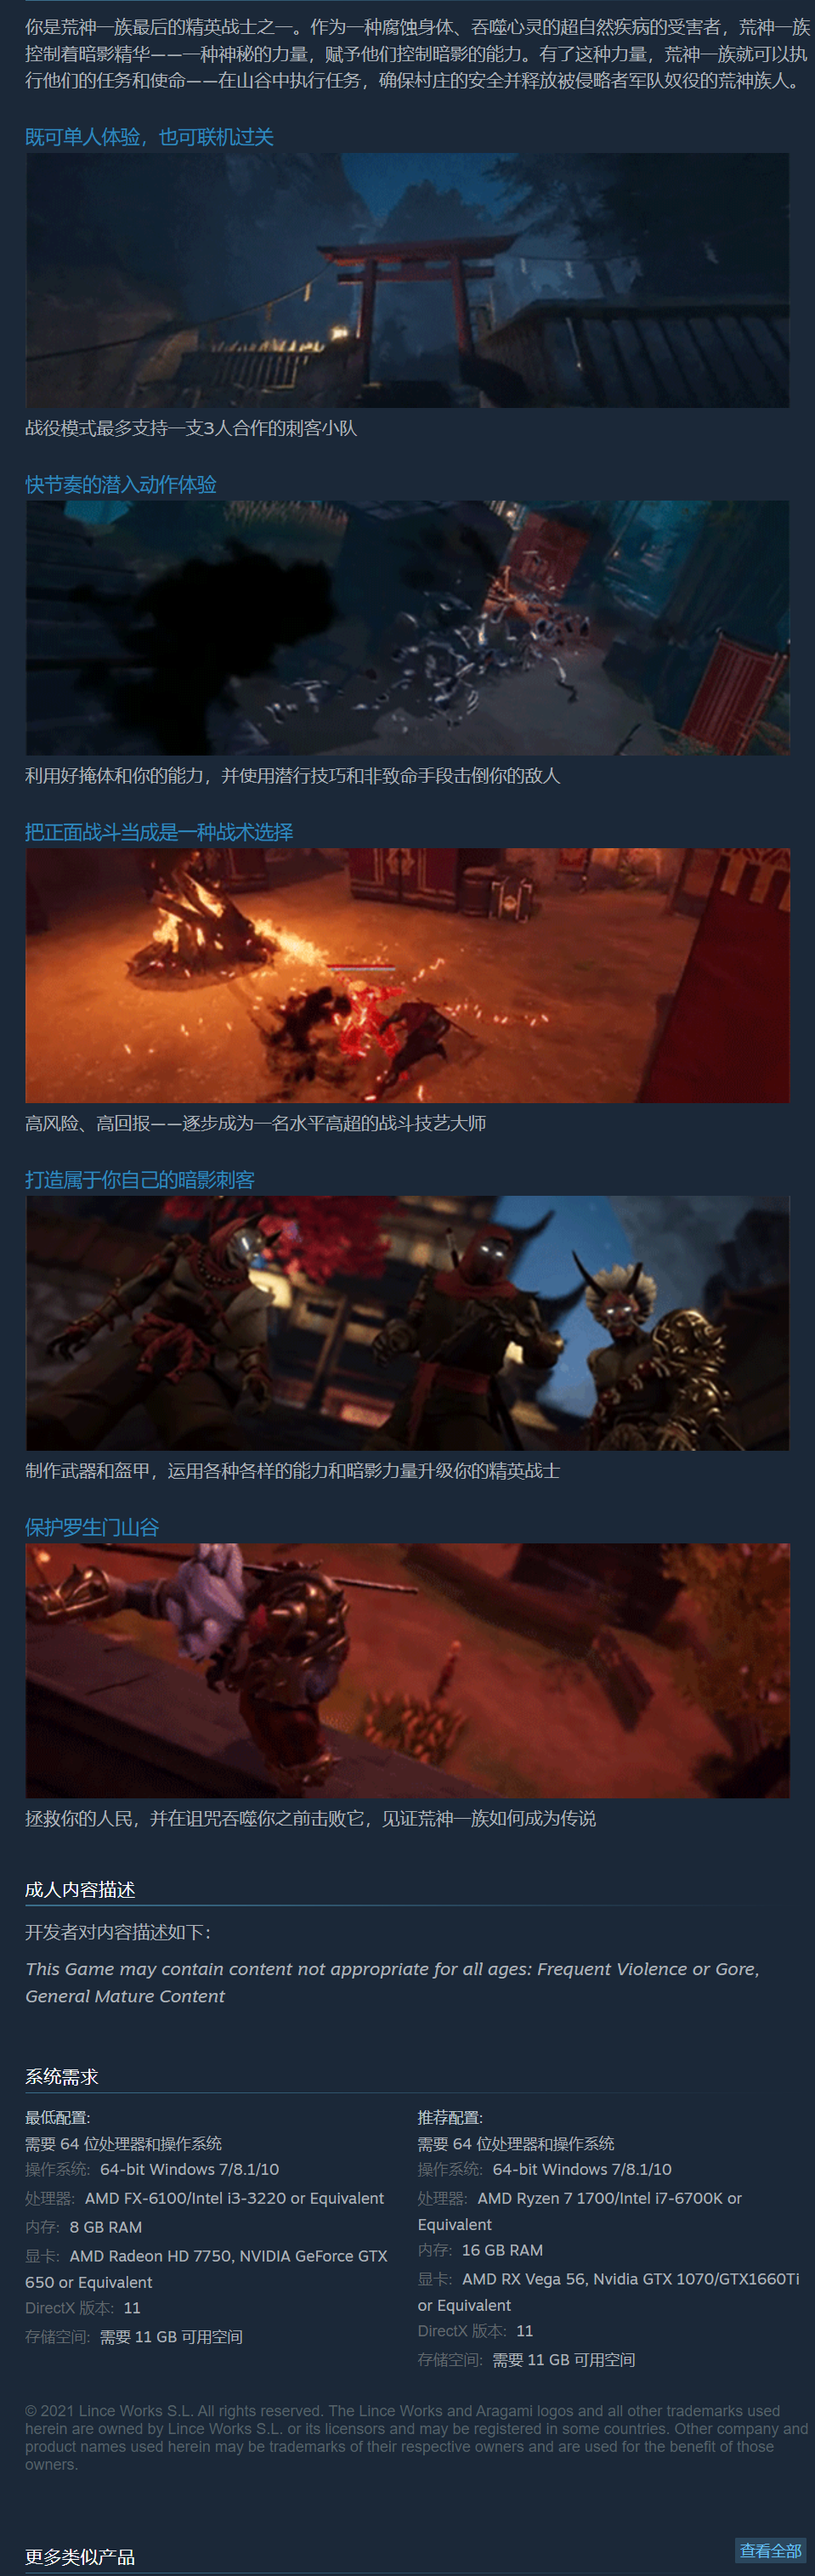 你是荒神一族最后的精英战士之一。作为一种腐蚀身体、吞噬心灵的超自然疾病的受害者，荒神一族
控制着暗影精华——一种神秘的力量，赋予他们控制暗影的能力。有了这种力量，荒神一族就可以执
行他们的任务和使命——在山谷中执行任务，确保村庄的安全并释放被侵略者军队奴役的荒神族人。
既可单人体验，也可联机过关
战役模式最多支持一支3人合作的刺客小队
快节奏的潜入动作体验
利用好掩体和你的能力，并使用潜行技巧和非致命手段击倒你的敌人
把正面战斗当成是一种战术选择
高风险、高回报——逐步成为一名水平高超的战斗技艺大师
打造属于你自己的暗影刺客
制作武器和盔甲，运用各种各样的能力和暗影力量升级你的精英战士
保护罗生门山谷
拯救你的人民，并在诅咒吞噬你之前击败它，见证荒神一族如何成为传说
成人内容描述
开发者对内容描述如下：
This Game may contain content not appropriate for all ages: Frequent Violence or Gore,
General Mature Content
系统需求
最低配置:
需要 64 位处理器和操作系统
操作系统: 64-bit Windows 7/8.1/10
处理器: AMD FX-6100/Intel i3-3220 or Equivalent
内存: 8 GB RAM
显卡: AMD Radeon HD 7750, NVIDIA GeForce GTX
650 or Equivalent
DirectX 版本: 11
存储空间: 需要 11 GB 可用空间
推荐配置:
需要 64 位处理器和操作系统
操作系统: 64-bit Windows 7/8.1/10
处理器: AMD Ryzen 7 1700/Intel i7-6700K or
Equivalent
内存: 16 GB RAM
显卡: AMD RX Vega 56, Nvidia GTX 1070/GTX1660Ti
or Equivalent
DirectX 版本: 11
存储空间: 需要 11 GB 可用空间
© 2021 Lince Works S.L. All rights reserved. The Lince Works and Aragami logos and all other trademarks used
herein are owned by Lince Works S.L. or its licensors and may be registered in some countries. Other company and
product names used herein may be trademarks of their respective owners and are used for the benefit of those
owners.
更多类似产品
查看全部